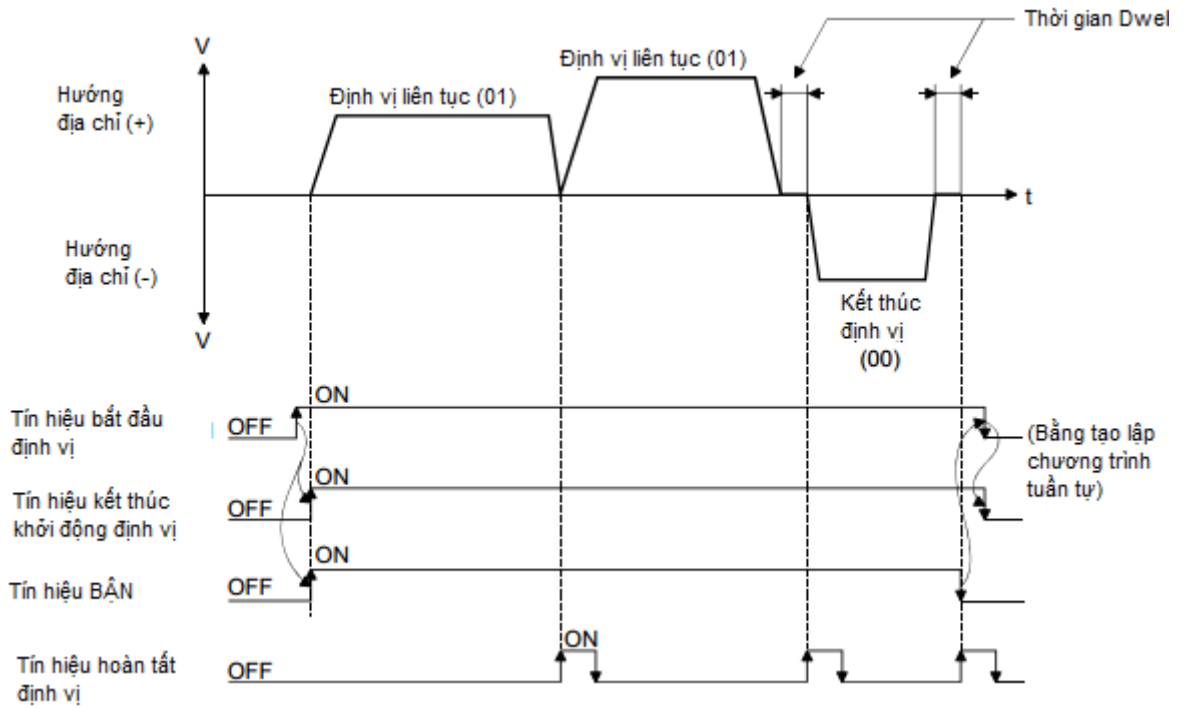 Thời gian Dwel
V
Định vị liên tục (01)
Hướng
địa chỉ (+)
Định vị liên tục (01)
t
Hướng
địa chỉ (-)
Kết thúc
định vị
(00)
V
ON
Tín hiệu bắt đầu
định vị
OFF
(Bằng tạo lập
chương trình
tuần tự)
ON
Tín hiệu kết thúc
khởi động định vị
OFF
ON
Tín hiệu BẬN
OFF
ON
Tín hiệu hoàn tất
định vị
OFF